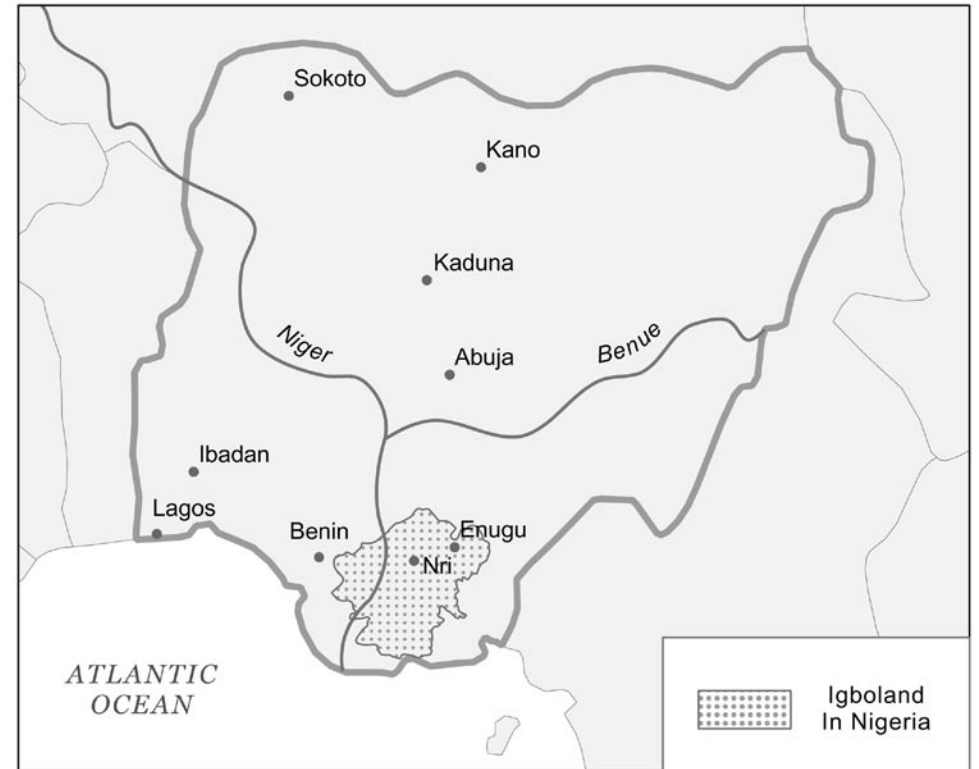 Sokoto
Kano
Kaduna
Niger
Benue
Abuja
Ibadan
Lagos
Benin
Enugu
Nri
ATLANTIC
OCEAN
Igboland
In Nigeria